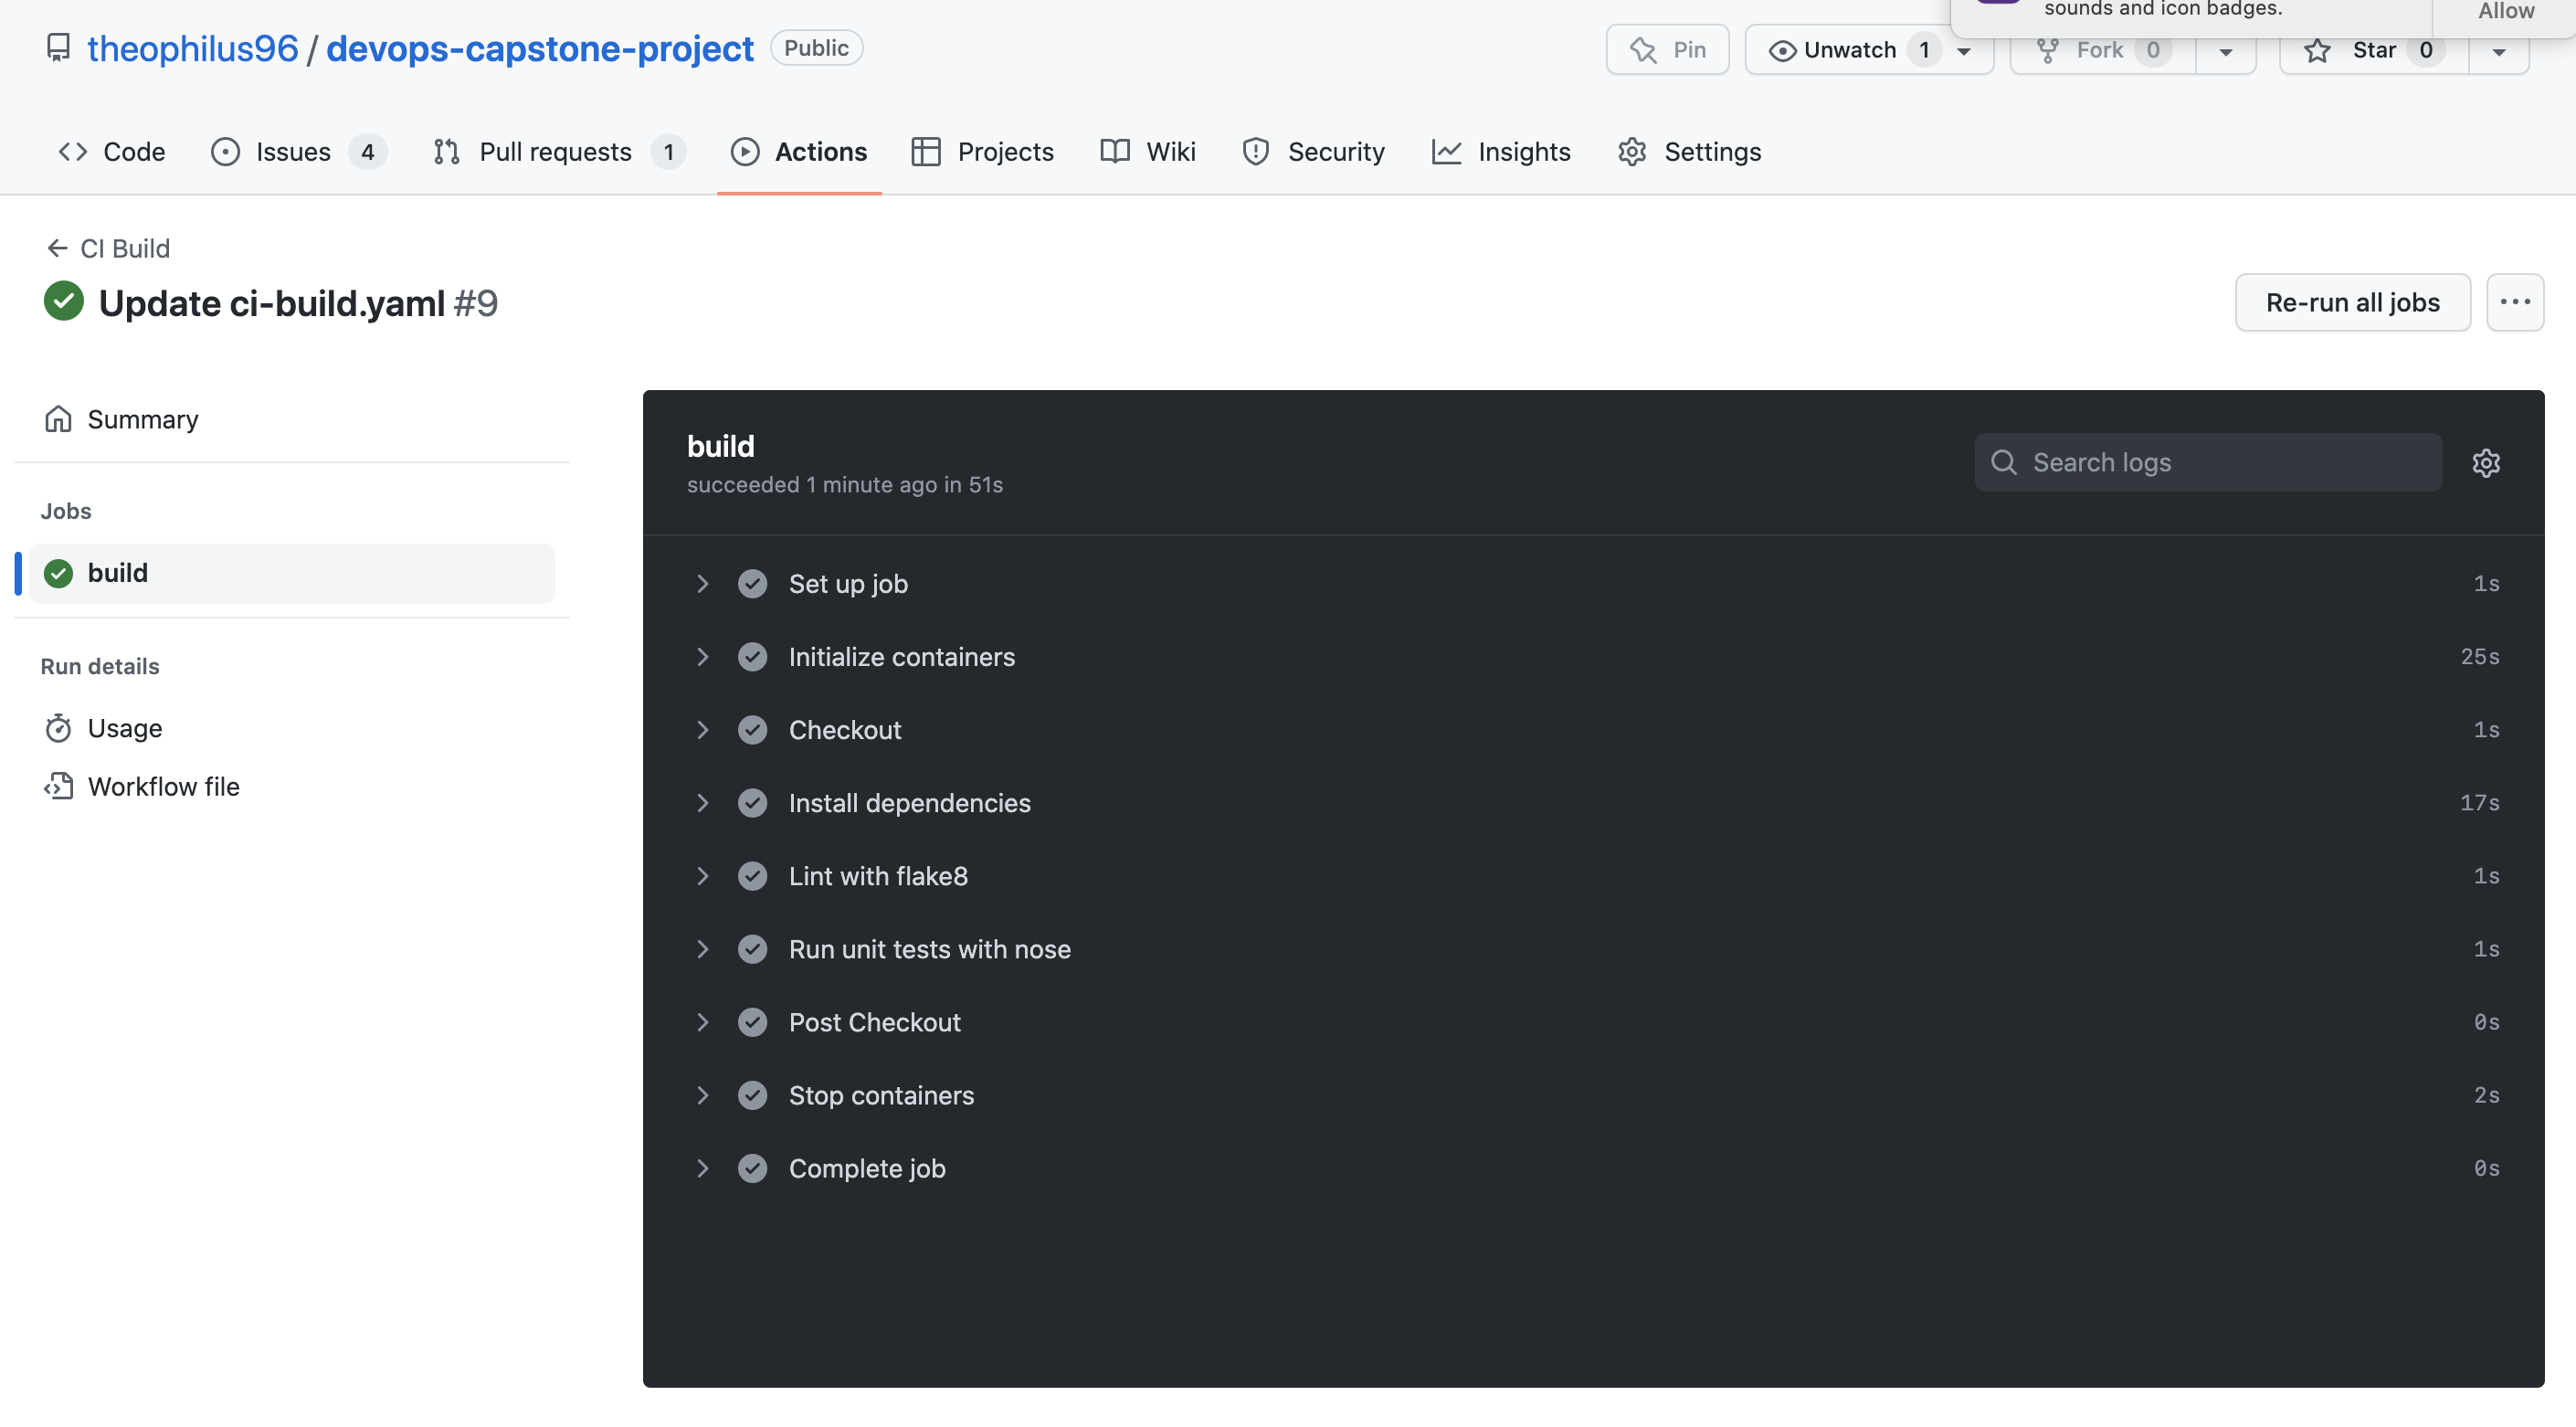 sounds and icon badges.
Allow
theophilus96 / devops-capstone-project Public
Pin
Unwatch 1
Fork 0
Star 0
Code
Issues 4
Pull requests 1
Actions
Projects
Wiki
Security
Insights
Settings
CI Build
Update ci-build.yaml #9
Re-run all jobs
Summary
Jobs
build
Run details
Usage
Workflow file
build
succeeded 1 minute ago in 51s
Search logs
Set up job 1s
Initialize containers 25s
Checkout 1s
Install dependencies 17s
Lint with flake8 1s
Run unit tests with nose 1s
Post Checkout 0s
Stop containers 2s
Complete job 0s